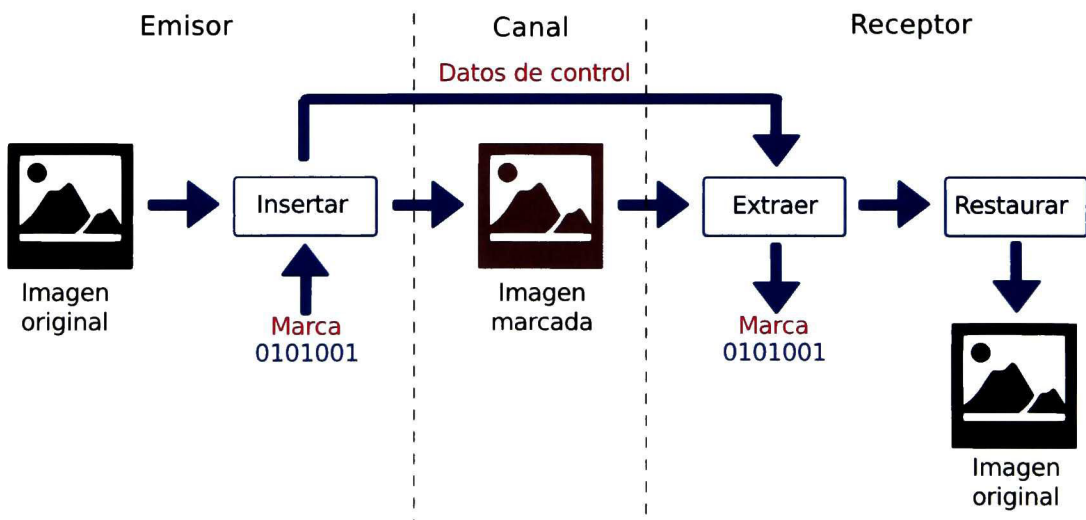 Emisor
Canal
Receptor
Datos de control
Insertar
Extraer
Restaurar
Imagen
original
Marca
0101001
Imagen
marcada
Marca
0101001
Imagen
original